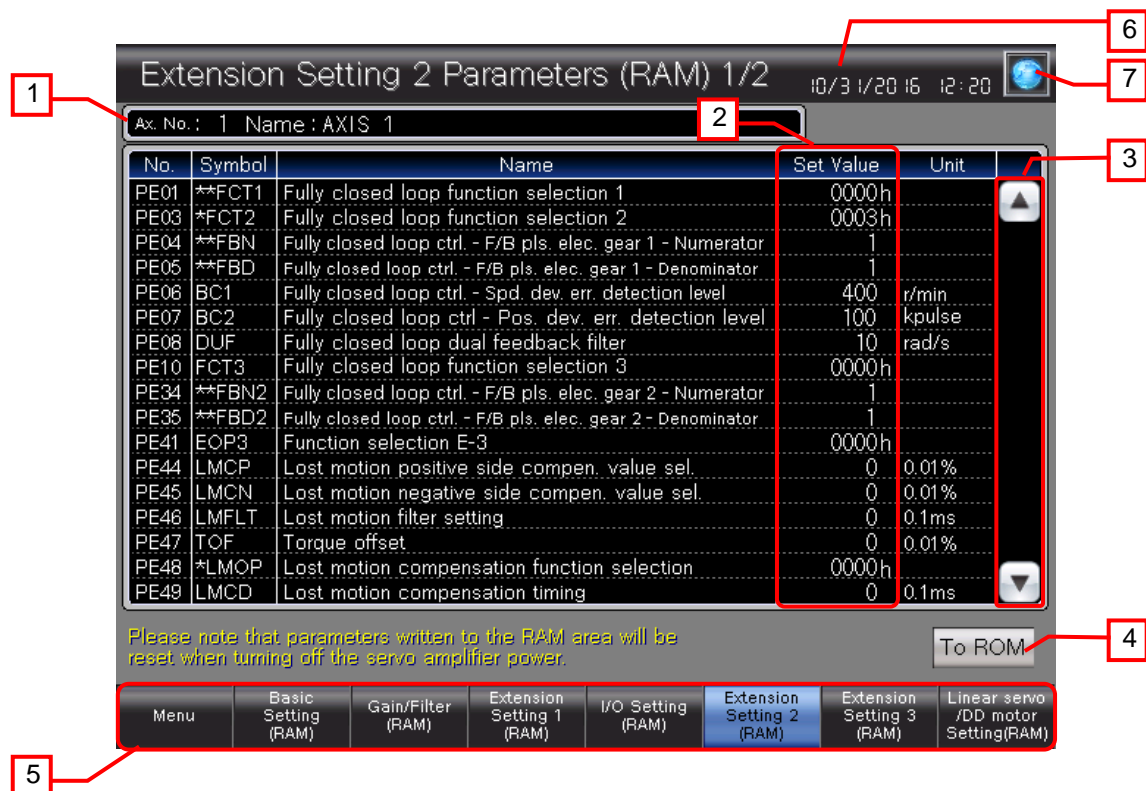 6
Extension Setting 2 Parameters (RAM) 1/2
10/31/2016 12:20
7
1
Ax. No.: 1 Name:AXIS 1
2
No. Symbol Name Set Value Unit
3
PE01 **FCT1 Fully closed loop function selection 1 0000h
PE03 *FCT2 Fully closed loop function selection 2 0003h
PE04 **FBN Fully closed loop ctrl. - F/B pls. elec. gear 1 - Numerator 1
PE05 **FBD Fully closed loop ctrl. - F/B pls. elec. gear 1 - Denominator 1
PE06 BC1 Fully closed loop ctrl. - Spd. dev. err. detection level 400 r/min
PE07 BC2 Fully closed loop ctrl - Pos. dev. err. detection level 100 kpulse
PE08 DUF Fully closed loop dual feedback filter 10 rad/s
PE10 FCT3 Fully closed loop function selection 3 0000h
PE34 **FBN2 Fully closed loop ctrl. - F/B pls. elec. gear 2 - Numerator 1
PE35 **FBD2 Fully closed loop ctrl. - F/B pls. elec. gear 2 - Denominator 1
PE41 EOP3 Function selection E-3 0000h
PE44 LMCP Lost motion positive side compen. value sel. 0 0.01%
PE45 LMCN Lost motion negative side compen. value sel. 0 0.01%
PE46 LMFLT Lost motion filter setting 0 0.1ms
PE47 TOF Torque offset 0 0.01%
PE48 *LMOP Lost motion compensation function selection 0000h
PE49 LMCD Lost motion compensation timing 0 0.1ms
Please note that parameters written to the RAM area will be
reset when turning off the servo amplifier power.
To ROM
4
Menu
Basic
Setting
(RAM)
Gain/Filter
(RAM)
Extension
Setting 1
(RAM)
I/O Setting
(RAM)
Extension
Setting 2
(RAM)
Extension
Setting 3
(RAM)
Linear servo
/DD motor
Setting(RAM)
5